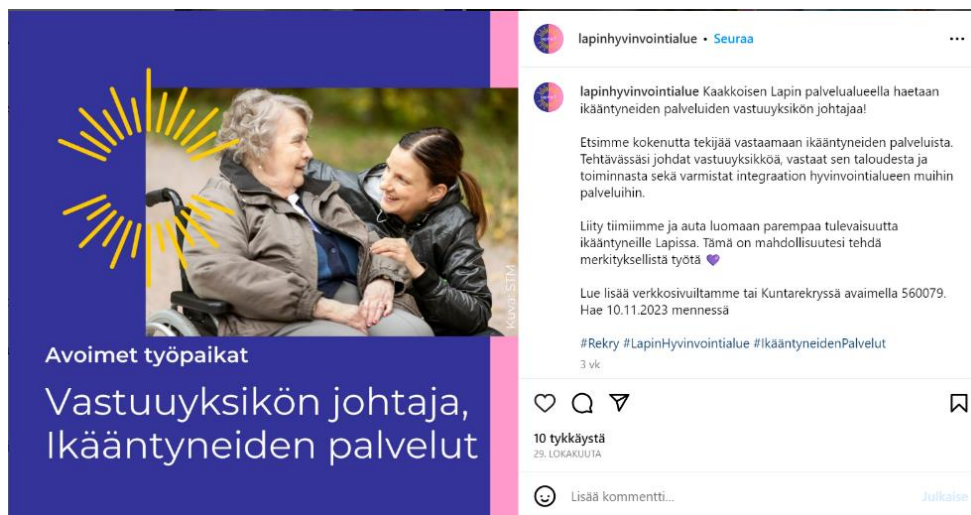 Kuva: STM
Avoimet työpaikat
Vastuuyksikön johtaja,
Ikääntyneiden palvelut
lapinhyvinvointialue • Seuraa
lapinhyvinvointialue Kaakkoisen Lapin palvelualueella haetaan
ikääntyneiden palveluiden vastuuyksikön johtajaa!
Etsimme kokenutta tekijää vastaamaan ikääntyneiden palveluista.
Tehtävässäsi johdat vastuuyksikköä, vastaat sen taloudesta ja
toiminnasta sekä varmistat integraation hyvinvointialueen muihin
palveluihin.
Liity tiimiimme ja auta luomaan parempaa tulevaisuutta
ikääntyneille Lapissa. Tämä on mahdollisuutesi tehdä
merkityksellistä työtä 💜
Lue lisää verkkosivuiltamme tai Kuntarekryssä avaimella 560079.
Hae 10.11.2023 mennessä
#Rekry #LapinHyvinvointialue #IkääntyneidenPalvelut
3 vk
10 tykkäystä
29. LOKAKUUTA
Lisää kommentti...
Julkaise